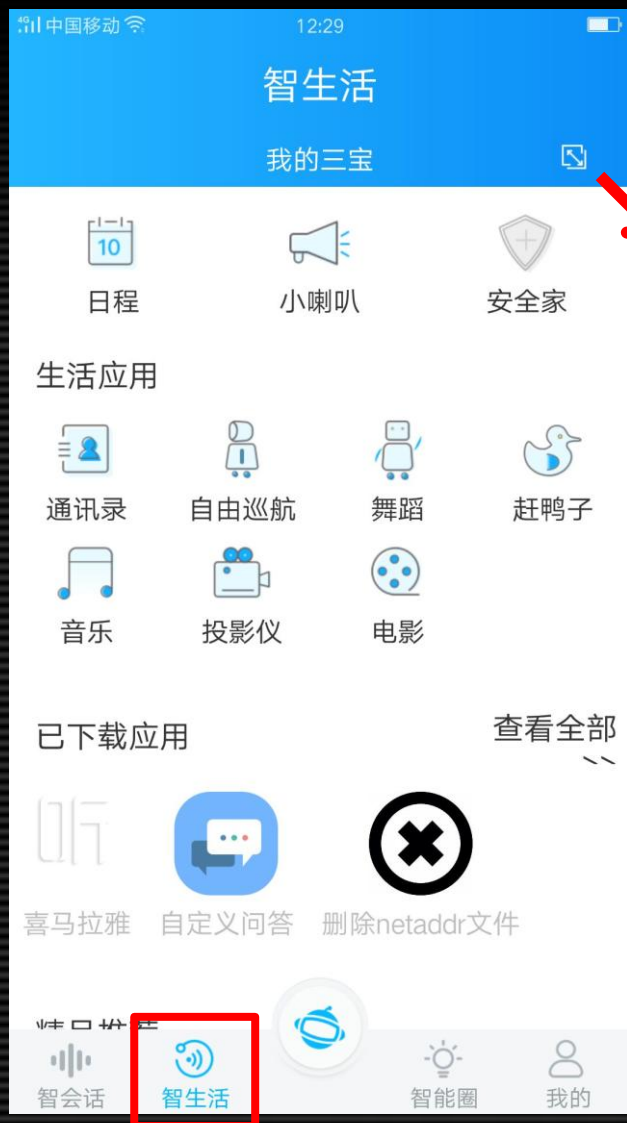 4G 中国移动 12:29
智生活
我的三宝
10
日程 小喇叭 安全家
生活应用
通讯录 自由巡航 舞蹈 赶鸭子
音乐 投影仪 电影
已下载应用 查看全部
>>
听
喜马拉雅 自定义问答 删除netaddr文件
智会话 智生活 智能圈 我的